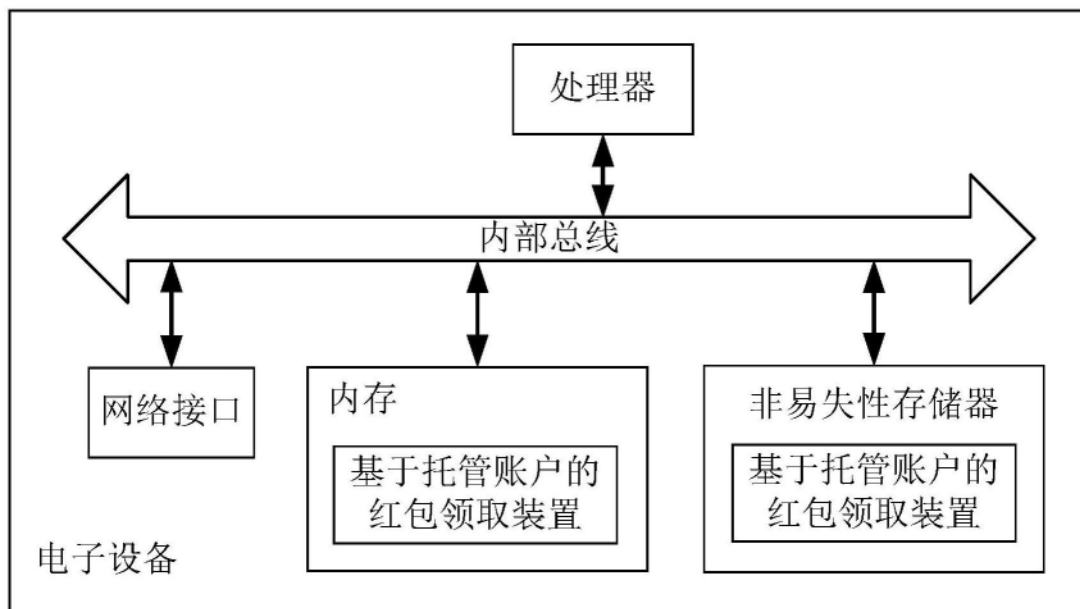 处理器
内部总线
网络接口
内存
基于托管账户的
红包领取装置
非易失性存储器
基于托管账户的
红包领取装置
电子设备